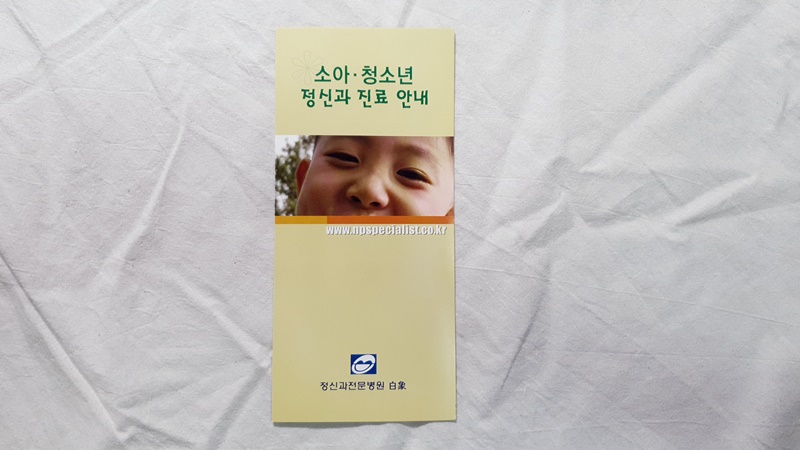 소아·청소년
정신과 진료 안내
www.npspecialist.co.kr
정신과전문병원 白象